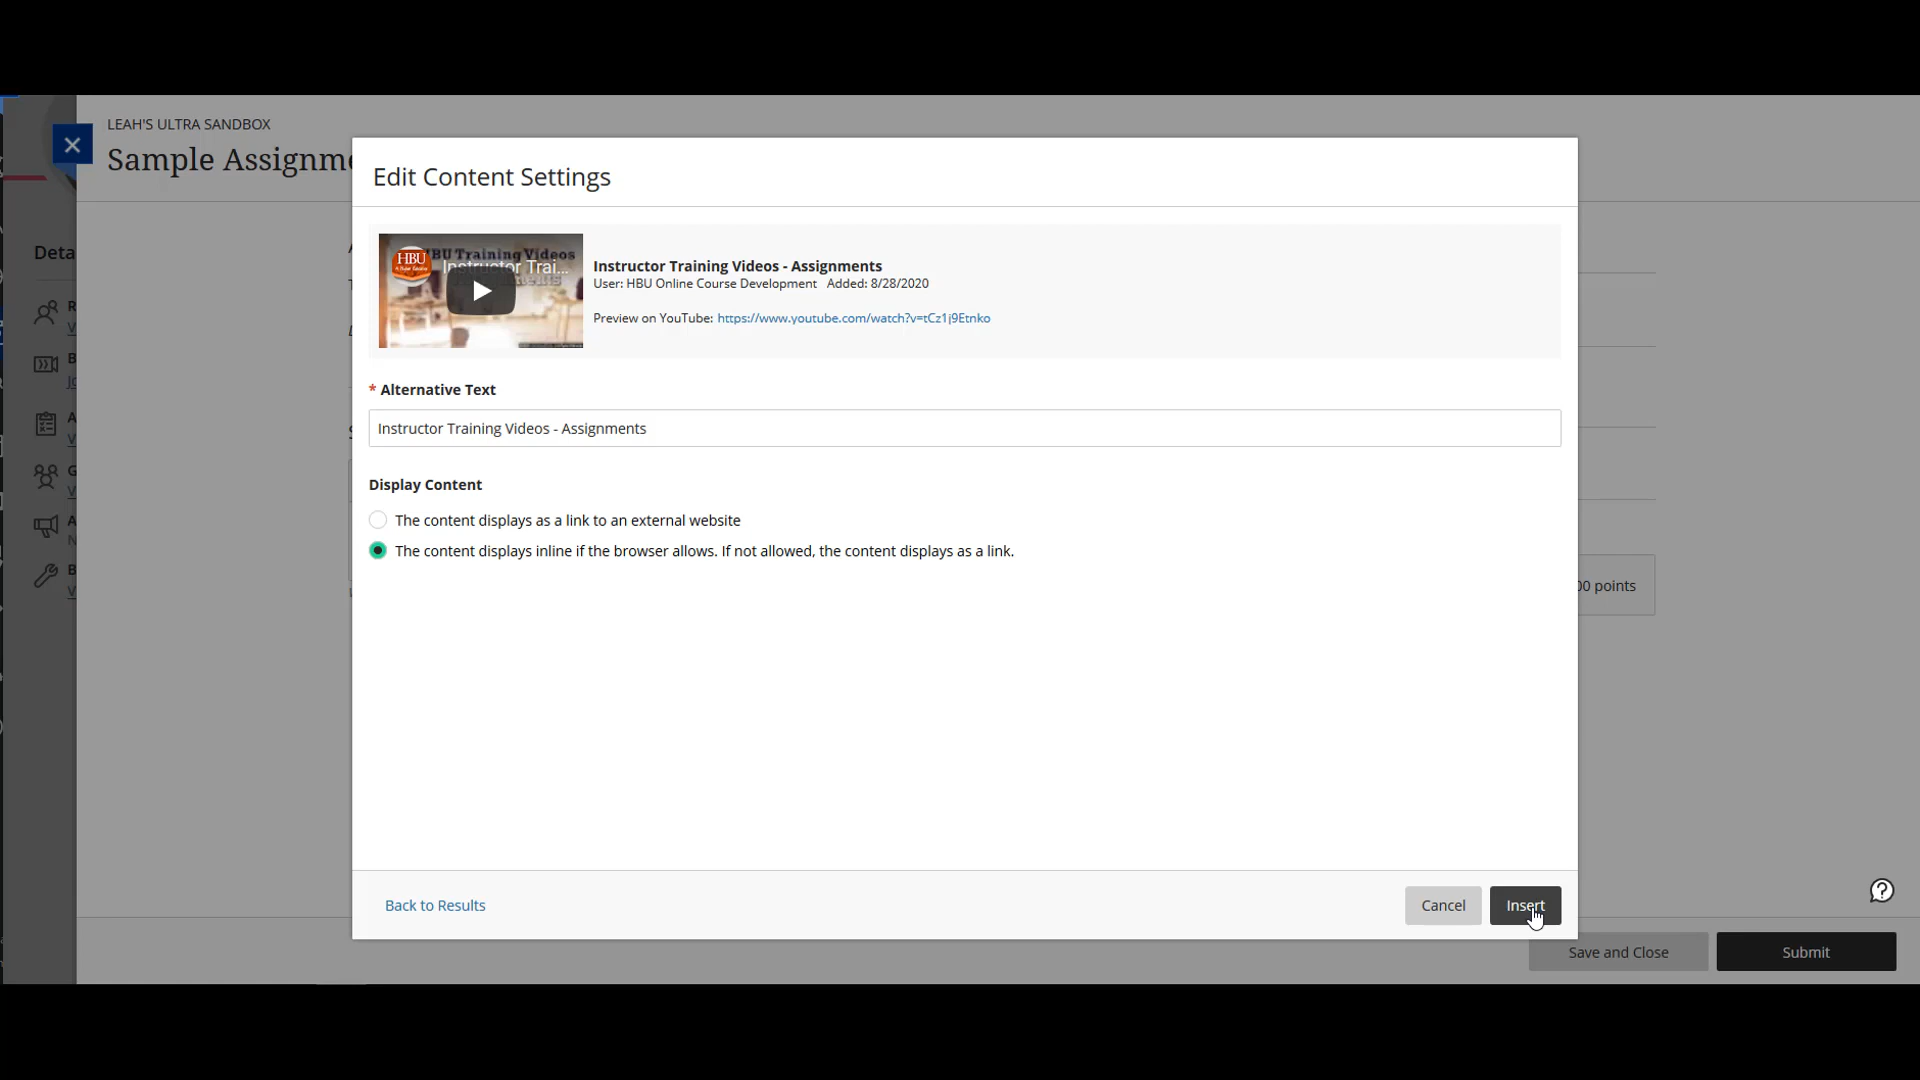 LEAH'S ULTRA SANDBOX
Sample Assignme
Edit Content Settings
Deta
HBU
HBU Training Videos
Instructor Trai...
Instructor Training Videos - Assignments
User: HBU Online Course Development Added: 8/28/2020
Preview on YouTube: https://www.youtube.com/watch?v=tCz1j9Etnko
* Alternative Text
Instructor Training Videos - Assignments
Display Content
The content displays as a link to an external website
The content displays inline if the browser allows. If not allowed, the content displays as a link.
00 points
Back to Results
Cancel
Insert
Save and Close
Submit